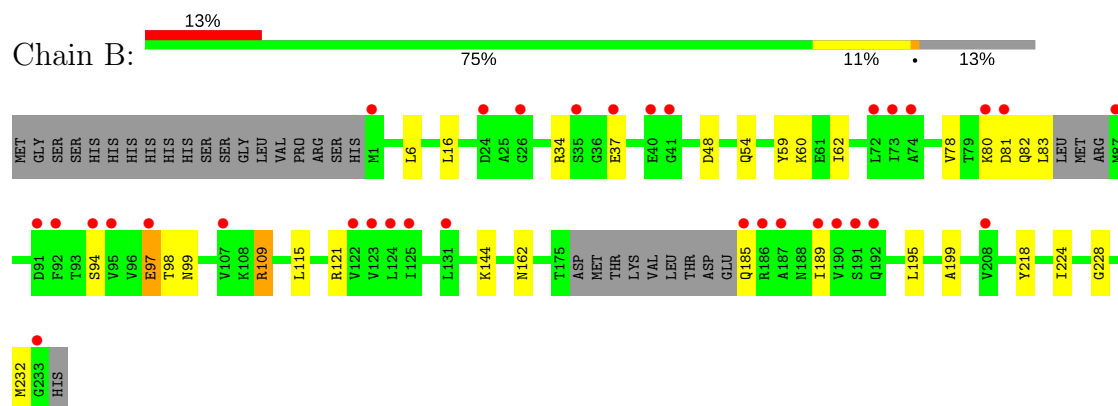 13%
Chain B:
75% 11% • 13%
MET GLY SER SER HIS HIS HIS HIS HIS HIS SER SER GLY LEU VAL PRO ARG SER HIS M1 L6 L16 D24 A25 G26 R34 S35 G36 E37 E40 G41 D48 Q54 Y59 K60 E61 I62 L72 I73 A74 V78 T79 K80 D81 Q82 L83 LEU MET ARG M87
D91 F92 T93 S94 V95 V96 E97 T98 N99 V107 K108 R109 L115 R121 V122 V123 L124 I125 L131 K144 N162 T175 ASP MET THR LYS VAL LEU THR ASP GLU Q185 R186 A187 N188 I189 V190 S191 Q192 L195 A199 V208 Y218 I224 G228
M232 G233 HIS